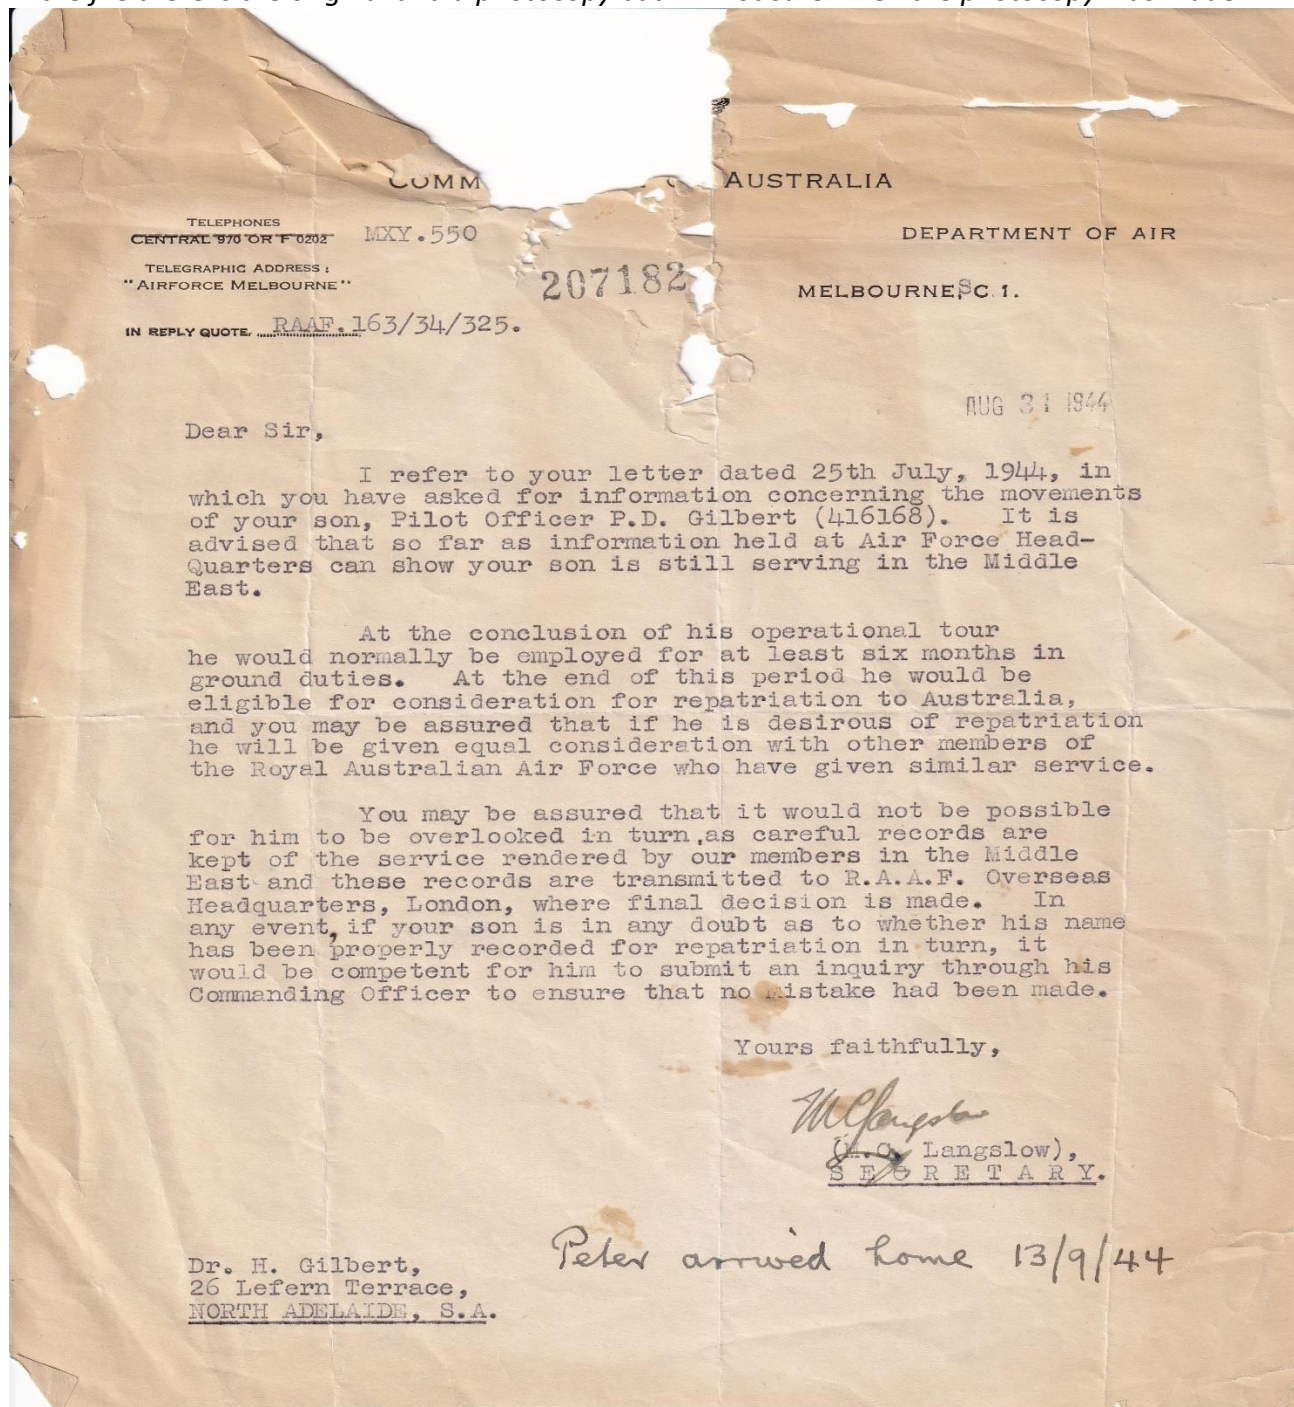 COMM AUSTRALIA
TELEPHONES
CENTRAL 970 OR F 0202 MXY.550
DEPARTMENT OF AIR
TELEGRAPHIC ADDRESS :
"AIRFORCE MELBOURNE"
207182
MELBOURNE, S.C. 1.
IN REPLY QUOTE RAAF.163/34/325.
AUG 31 1944
Dear Sir,
I refer to your letter dated 25th July, 1944, in
which you have asked for information concerning the movements
of your son, Pilot Officer P.D. Gilbert (416168). It is
advised that so far as information held at Air Force Head-
Quarters can show your son is still serving in the Middle
East.
At the conclusion of his operational tour
he would normally be employed for at least six months in
ground duties. At the end of this period he would be
eligible for consideration for repatriation to Australia,
and you may be assured that if he is desirous of repatriation
he will be given equal consideration with other members of
the Royal Australian Air Force who have given similar service.
You may be assured that it would not be possible
for him to be overlooked in turn, as careful records are
kept of the service rendered by our members in the Middle
East and these records are transmitted to R.A.A.F. Overseas
Headquarters, London, where final decision is made. In
any event, if your son is in any doubt as to whether his name
has been properly recorded for repatriation in turn, it
would be competent for him to submit an inquiry through his
Commanding Officer to ensure that no mistake had been made.
Yours faithfully,
MCLangslow
(M.C. Langslow),
SECRETARY.
Peter arrived home 13/9/44
Dr. H. Gilbert,
26 Lefern Terrace,
NORTH ADELAIDE, S.A.